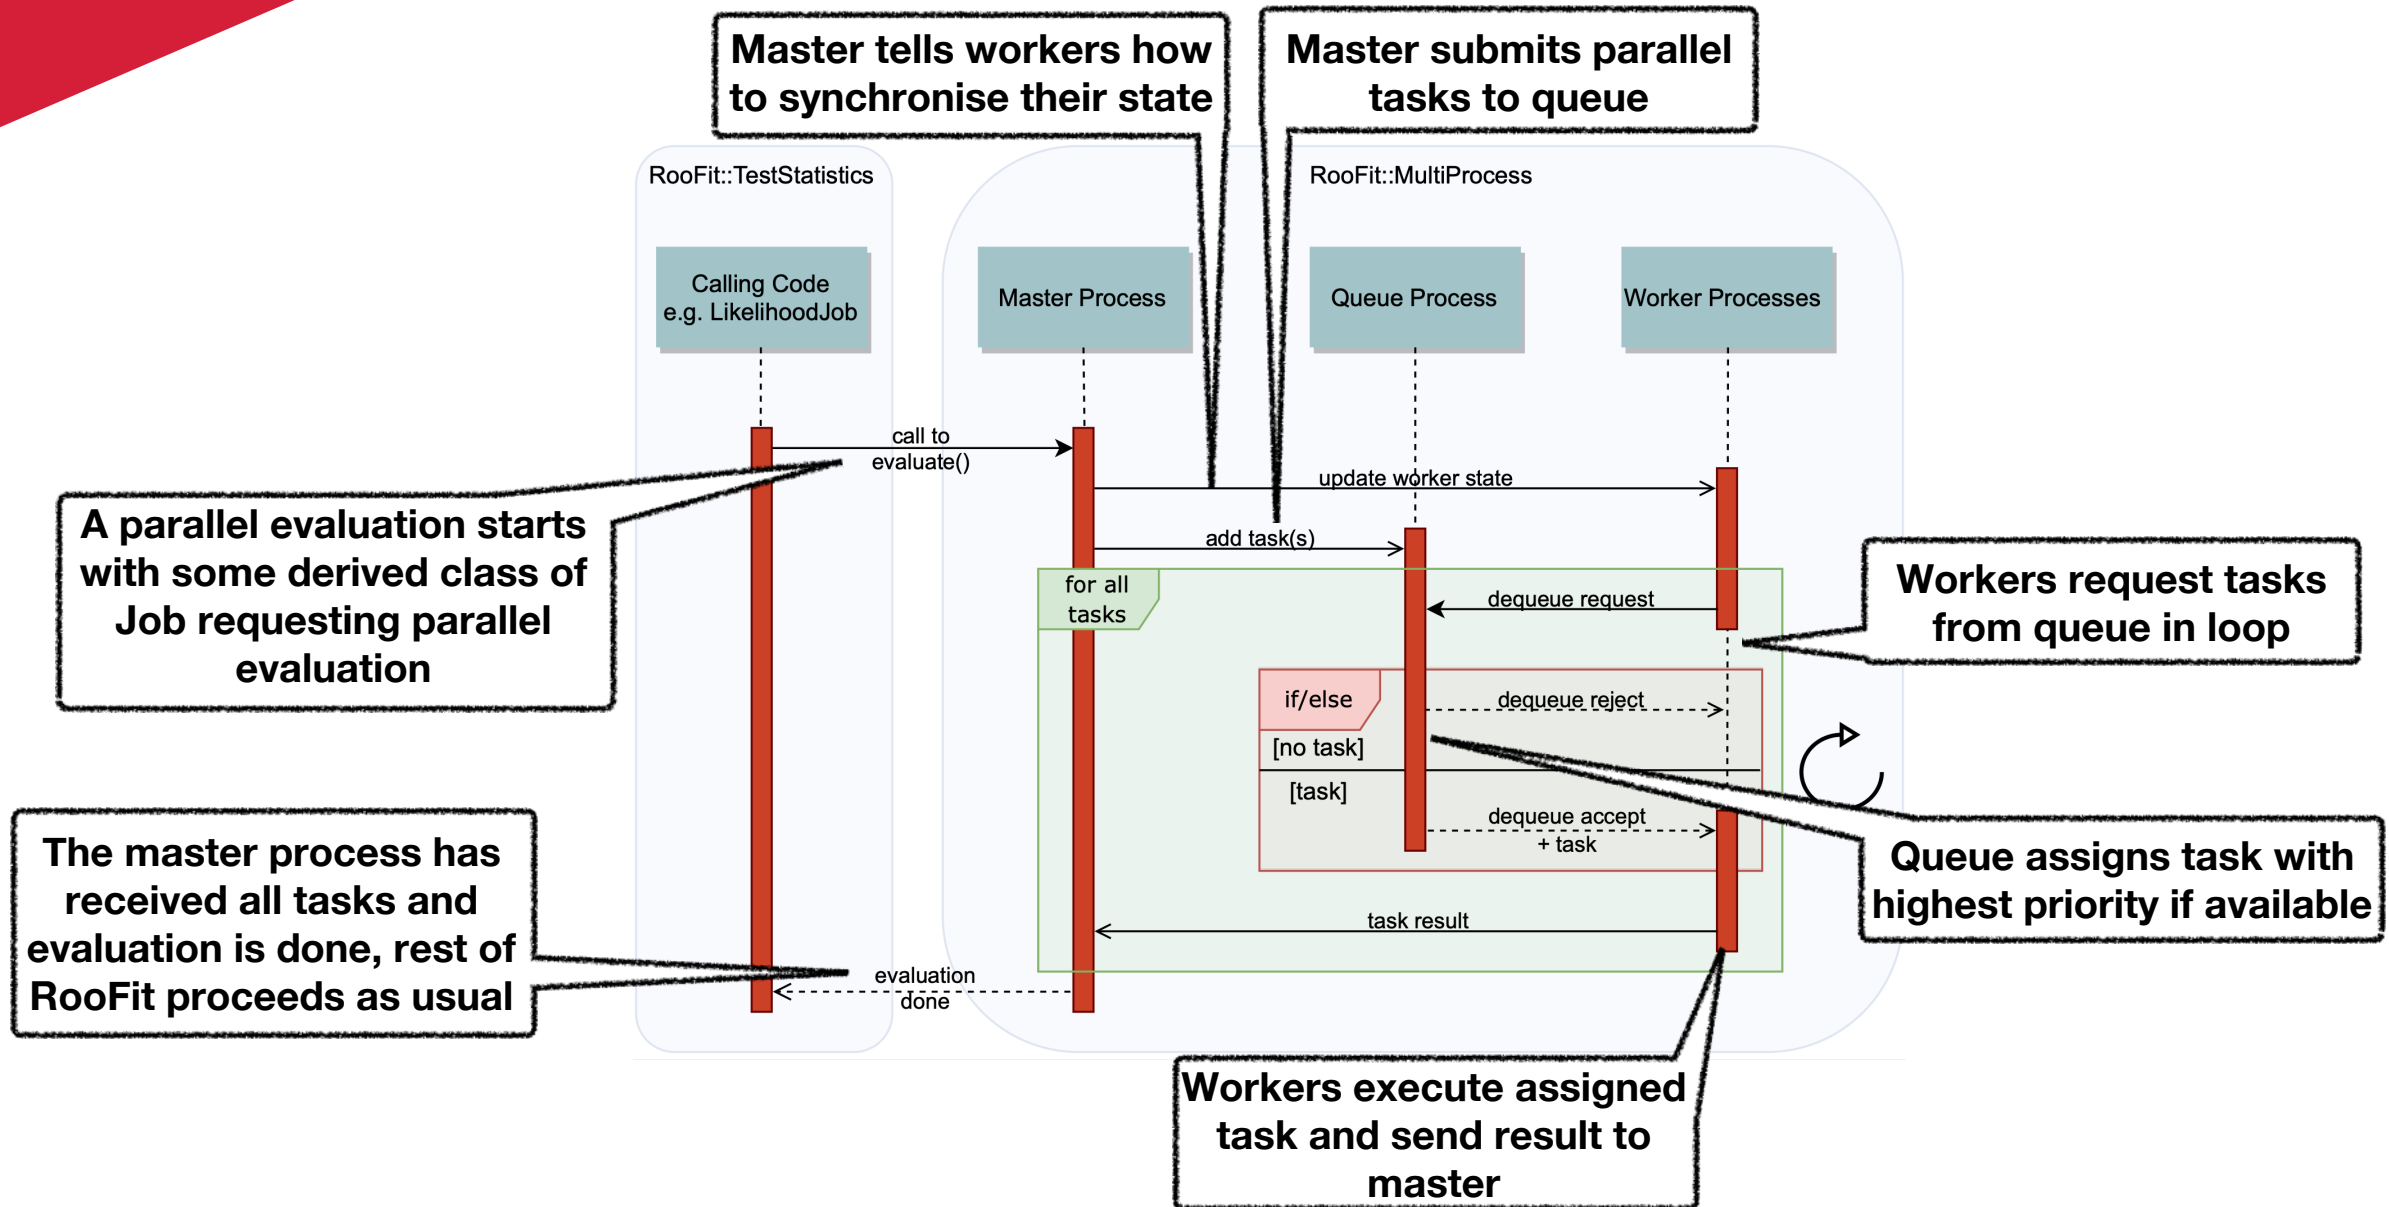 Master tells workers how
to synchronise their state
Master submits parallel
tasks to queue
RooFit::TestStatistics
RooFit::MultiProcess
Calling Code
e.g. LikelihoodJob
Master Process
Queue Process
Worker Processes
call to
evaluate()
update worker state
add task(s)
A parallel evaluation starts
with some derived class of
Job requesting parallel
evaluation
for all
tasks
dequeue request
Workers request tasks
from queue in loop
if/else
dequeue reject
[no task]
[task]
dequeue accept
+ task
Queue assigns task with
highest priority if available
The master process has
received all tasks and
evaluation is done, rest of
RooFit proceeds as usual
task result
evaluation
done
Workers execute assigned
task and send result to
master